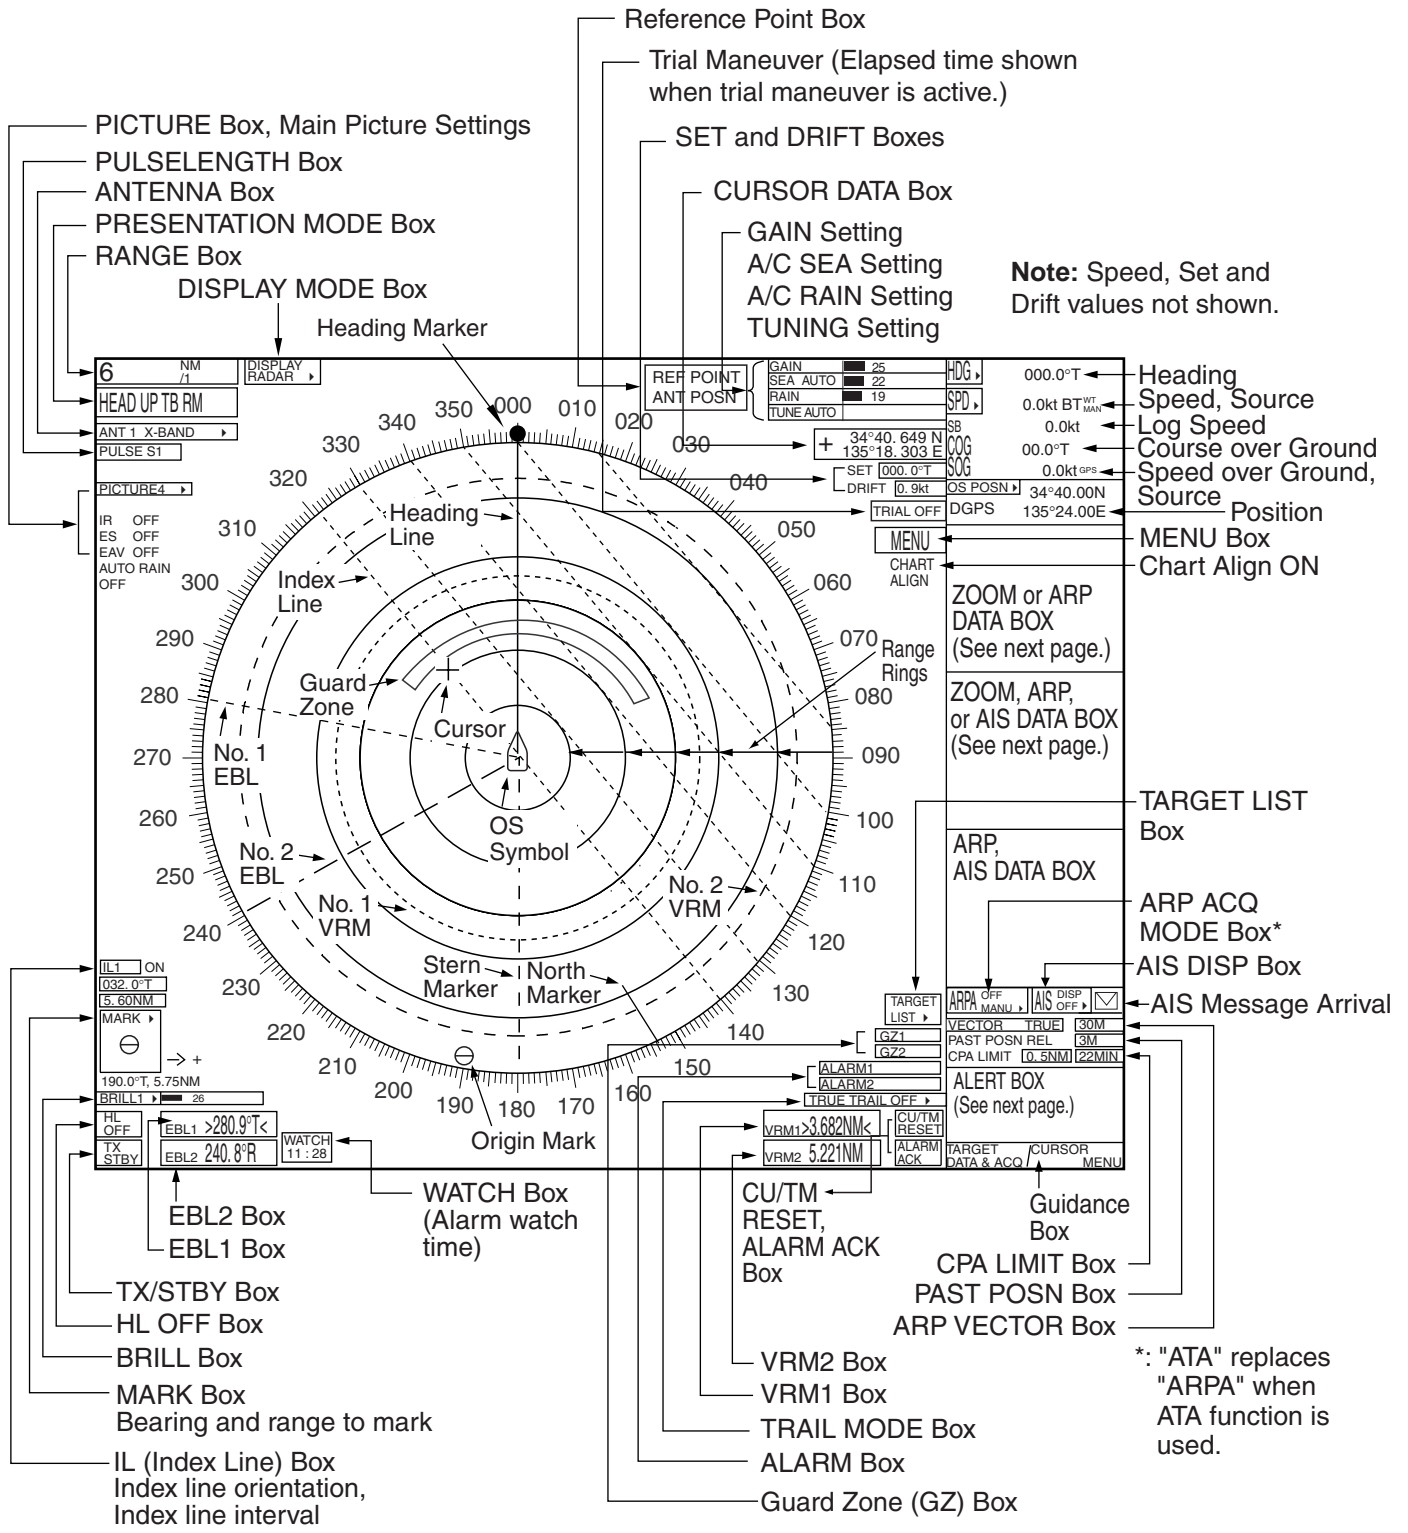 Reference Point Box
Trial Maneuver (Elapsed time shown
when trial maneuver is active.)
SET and DRIFT Boxes
CURSOR DATA Box
GAIN Setting
A/C SEA Setting
A/C RAIN Setting
TUNING Setting
Note: Speed, Set and
Drift values not shown.
PICTURE Box, Main Picture Settings
PULSELENGTH Box
ANTENNA Box
PRESENTATION MODE Box
RANGE Box
DISPLAY MODE Box
Heading Marker
6 NM
/1
DISPLAY
RADAR
HEAD UP TB RM
ANT 1 X-BAND
PULSE S1
PICTURE4
IR OFF
ES OFF
EAV OFF
AUTO RAIN
OFF
REF POINT
ANT POSN
GAIN 25
SEA AUTO 22
RAIN 19
TUNE AUTO
+ 34°40. 649 N
135°18. 303 E
SET 000. 0°T
DRIFT 0. 9kt
TRIAL OFF
MENU
CHART
ALIGN
HDG 000.0°T
SPD 0.0kt BT WT
MAN
SB 0.0kt
COG 00.0°T
SOG 0.0kt GPS
OS POSN 34°40.00N
DGPS 135°24.00E
Heading
Speed, Source
Log Speed
Course over Ground
Speed over Ground,
Source
Position
MENU Box
Chart Align ON
ZOOM or ARP
DATA BOX
(See next page.)
ZOOM, ARP,
or AIS DATA BOX
(See next page.)
ARP,
AIS DATA BOX
000
010
020
030
040
050
060
070
080
090
100
110
120
130
140
150
160
170
180
190
200
210
220
230
240
250
260
270
280
290
300
310
320
330
340
350
Heading
Line
Index
Line
Guard
Zone
Cursor
Range
Rings
No. 1
EBL
OS
Symbol
No. 2
EBL
No. 1
VRM
No. 2
VRM
Stern
Marker
North
Marker
Origin Mark
TARGET LIST
Box
ARP ACQ
MODE Box*
AIS DISP Box
AIS Message Arrival
IL1 ON
032. 0°T
5. 60NM
MARK
+
190.0°T, 5.75NM
BRILL1 26
HL
OFF
EBL1 >280.9°T<
TX
STBY
EBL2 240. 8°R
WATCH
11 : 28
TARGET
LIST
GZ1
GZ2
ALARM1
ALARM2
TRUE TRAIL OFF
VRM1 >3.682NM<
VRM2 5.221NM
CU/TM
RESET
ALARM
ACK
ARPA OFF
MANU
AIS DISP
OFF
VECTOR TRUE 30M
PAST POSN REL 3M
CPA LIMIT 0. 5NM 22MIN
ALERT BOX
(See next page.)
TARGET
DATA & ACQ /CURSOR
MENU
EBL2 Box
EBL1 Box
TX/STBY Box
HL OFF Box
BRILL Box
MARK Box
Bearing and range to mark
IL (Index Line) Box
Index line orientation,
Index line interval
WATCH Box
(Alarm watch
time)
CU/TM
RESET,
ALARM ACK
Box
Guidance
Box
CPA LIMIT Box
PAST POSN Box
ARP VECTOR Box
VRM2 Box
VRM1 Box
TRAIL MODE Box
ALARM Box
Guard Zone (GZ) Box
*: "ATA" replaces
"ARPA" when
ATA function is
used.